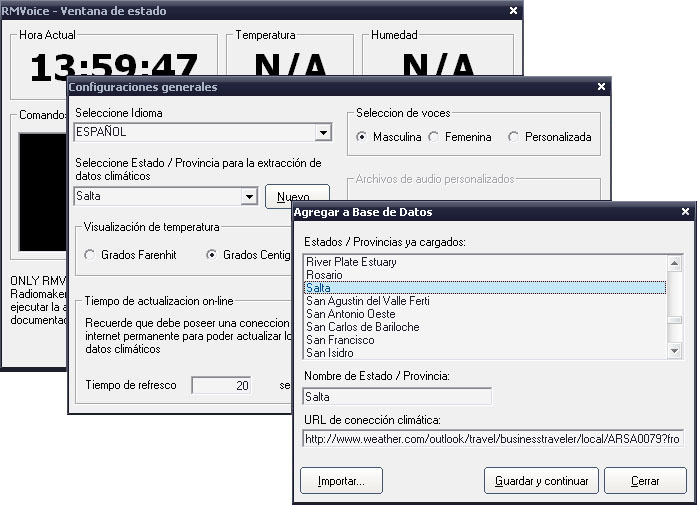 RMVoice - Ventana de estado
Hora Actual
Temperatura
Humedad
13:59:47
N/A
N/A
Comandos
ONLY RMV
Radiomaker
ejecutar la a
documentac
Configuraciones generales
Seleccione Idioma
ESPAÑOL
Seleccione Estado / Provincia para la extracción de
datos climáticos
Salta
Nuevo
Seleccion de voces
Masculina
Femenina
Personalizada
Archivos de audio personalizados
Visualización de temperatura
Grados Farenhit
Grados Centig
Tiempo de actualizacion on-line
Recuerde que debe poseer una coneccion
internet permanente para poder actualizar lo
datos climáticos
Tiempo de refresco
20
se
Agregar a Base de Datos
Estados / Provincias ya cargados:
River Plate Estuary
Rosario
Salta
San Agustin del Valle Ferti
San Antonio Oeste
San Carlos de Bariloche
San Francisco
San Isidro
Nombre de Estado / Provincia:
Salta
URL de conección climática:
http://www.weather.com/outlook/travel/businesstraveler/local/ARSA0079?fro
Importar...
Guardar y continuar
Cerrar